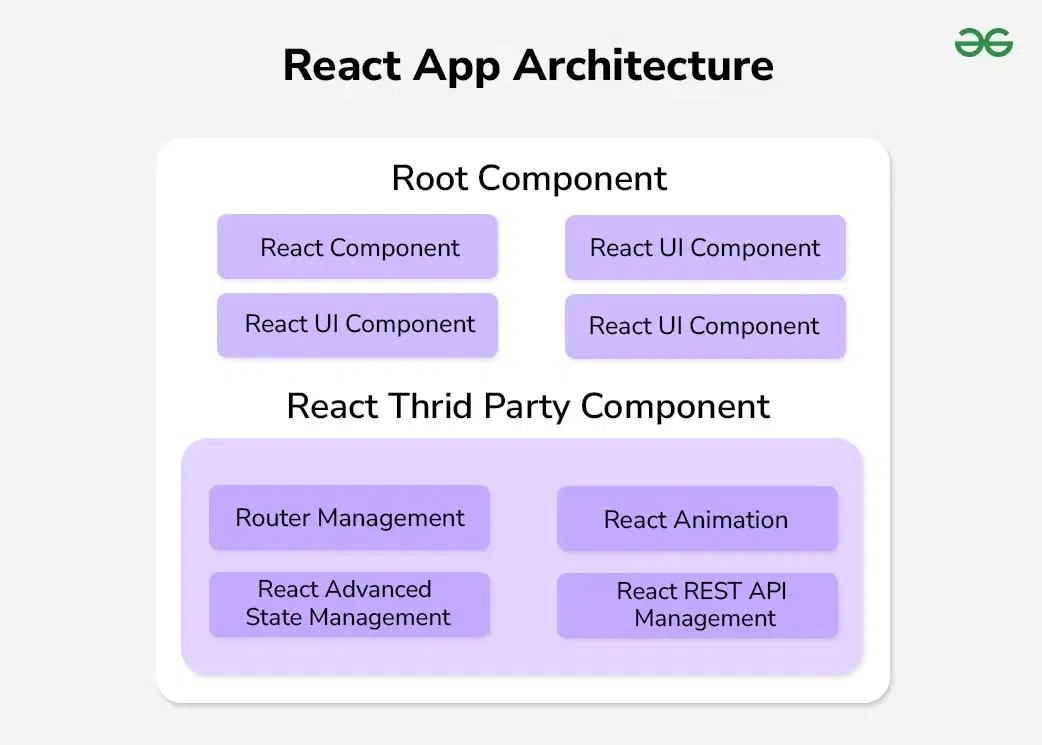 React App Architecture
Root Component
React Component
React UI Component
React UI Component
React UI Component
React Thrid Party Component
Router Management
React Animation
React Advanced
State Management
React REST API
Management